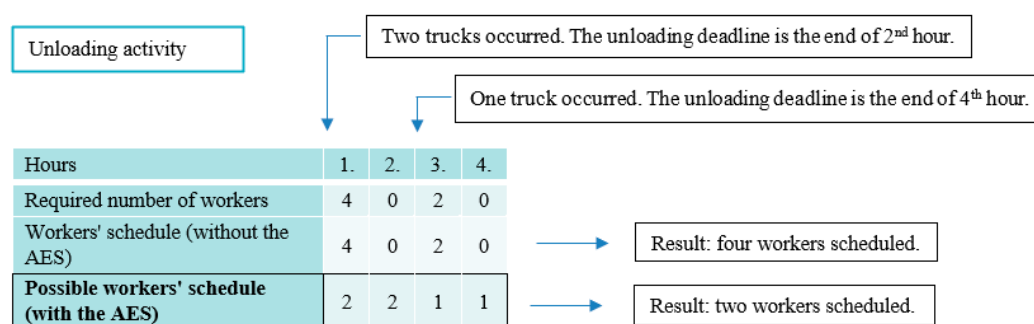 Unloading activity
Two trucks occurred. The unloading deadline is the end of 2nd hour.
One truck occurred. The unloading deadline is the end of 4th hour.
Hours 1. 2. 3. 4.
Required number of workers 4 0 2 0
Workers' schedule (without the
AES) 4 0 2 0
Result: four workers scheduled.
Possible workers' schedule
(with the AES) 2 2 1 1
Result: two workers scheduled.